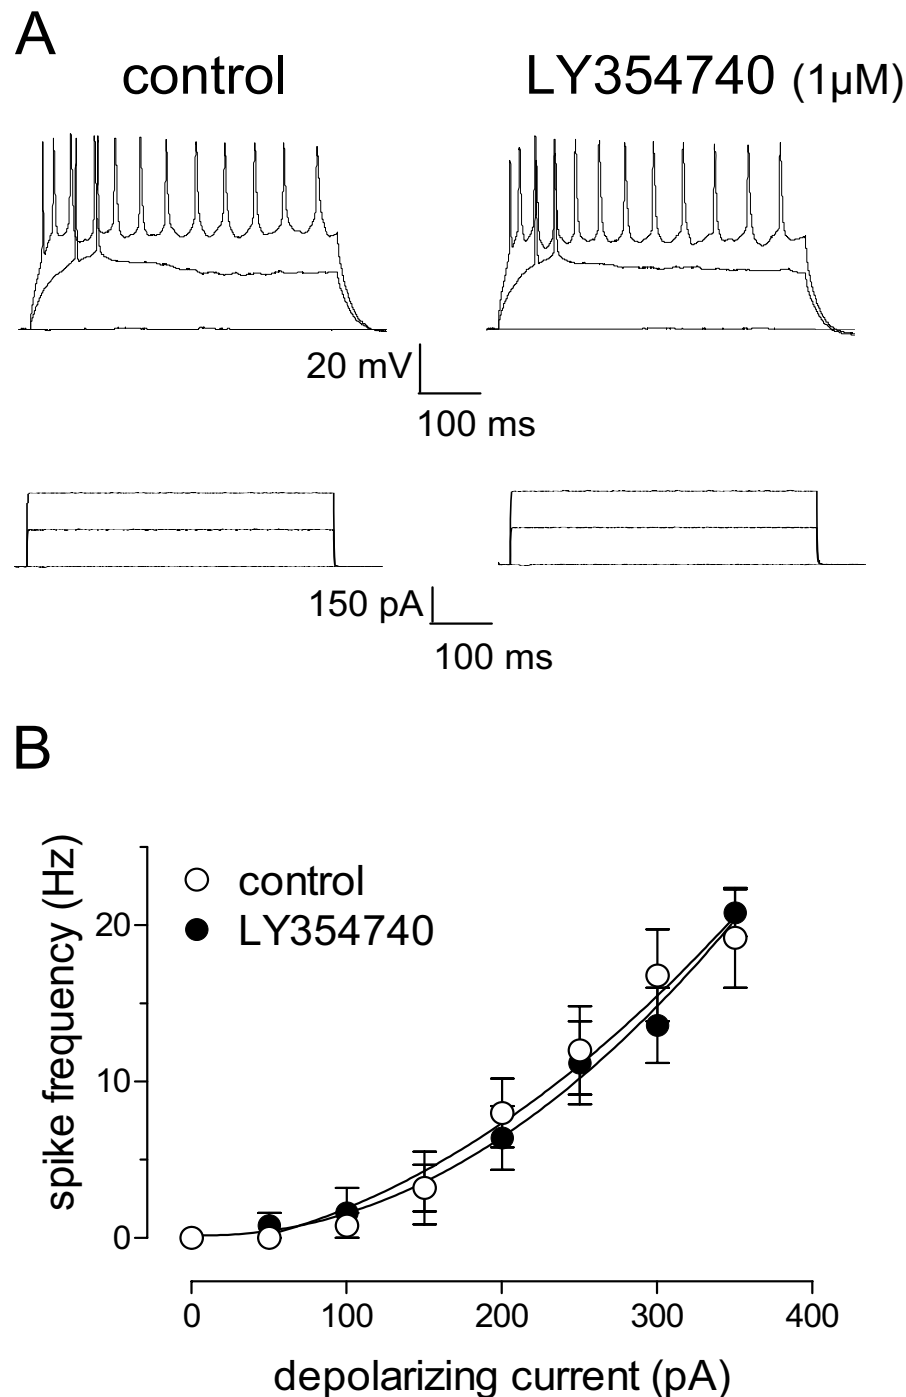 A
control
LY354740 (1µM)
20 mV
100 ms
150 pA
100 ms
B
spike frequency (Hz)
control
LY354740
20
10
0
0 100 200 300 400
depolarizing current (pA)